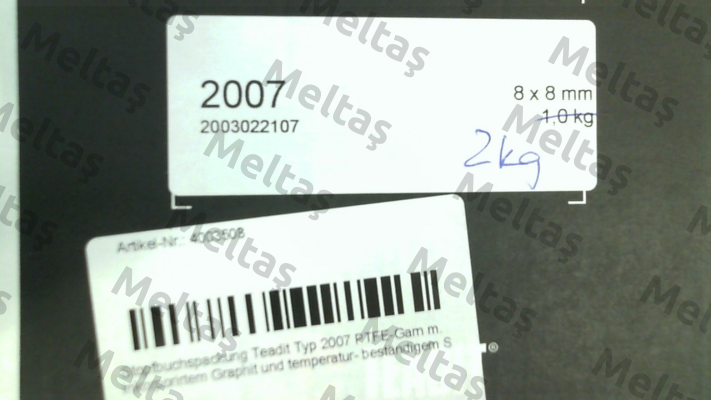 2007
8 x 8 mm
2003022107
1,0 kg
2kg
Artikel-Nr.: 4003508
Teadit Typ 2007 PTFE-Garn m.
Graphit und temperatur- beständigem S
Meltaş